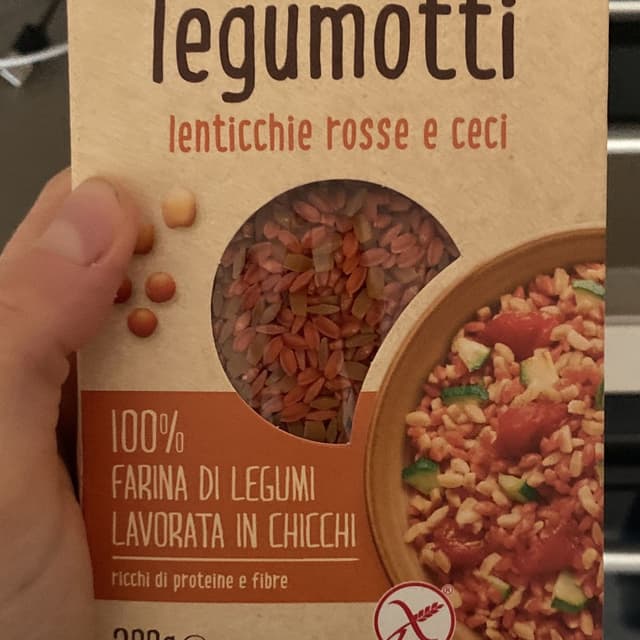 legumotti
lenticchie rosse e ceci
100%
FARINA DI LEGUMI
LAVORATA IN CHICCHI
ricchi di proteine e fibre